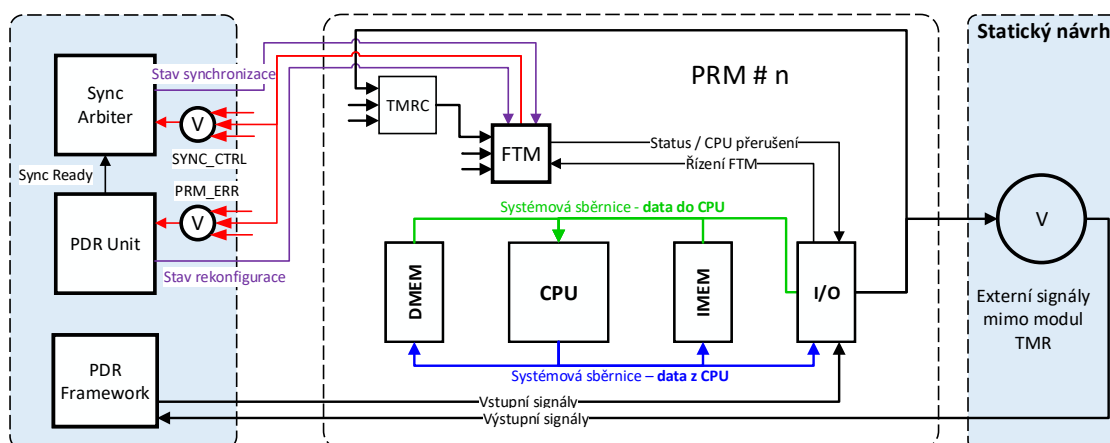 Statický návrh
Sync
Arbiter
Stav synchronizace
V
SYNC_CTRL
Sync Ready
PRM_ERR
V
PDR Unit
Stav rekonfigurace
PDR
Framework
PRM # n
TMRC
FTM
Status / CPU přerušení
Řízení FTM
Systémová sběrnice - data do CPU
DMEM
CPU
IMEM
I/O
Systémová sběrnice – data z CPU
Vstupní signály
Výstupní signály
V
Externí signály
mimo modul
TMR